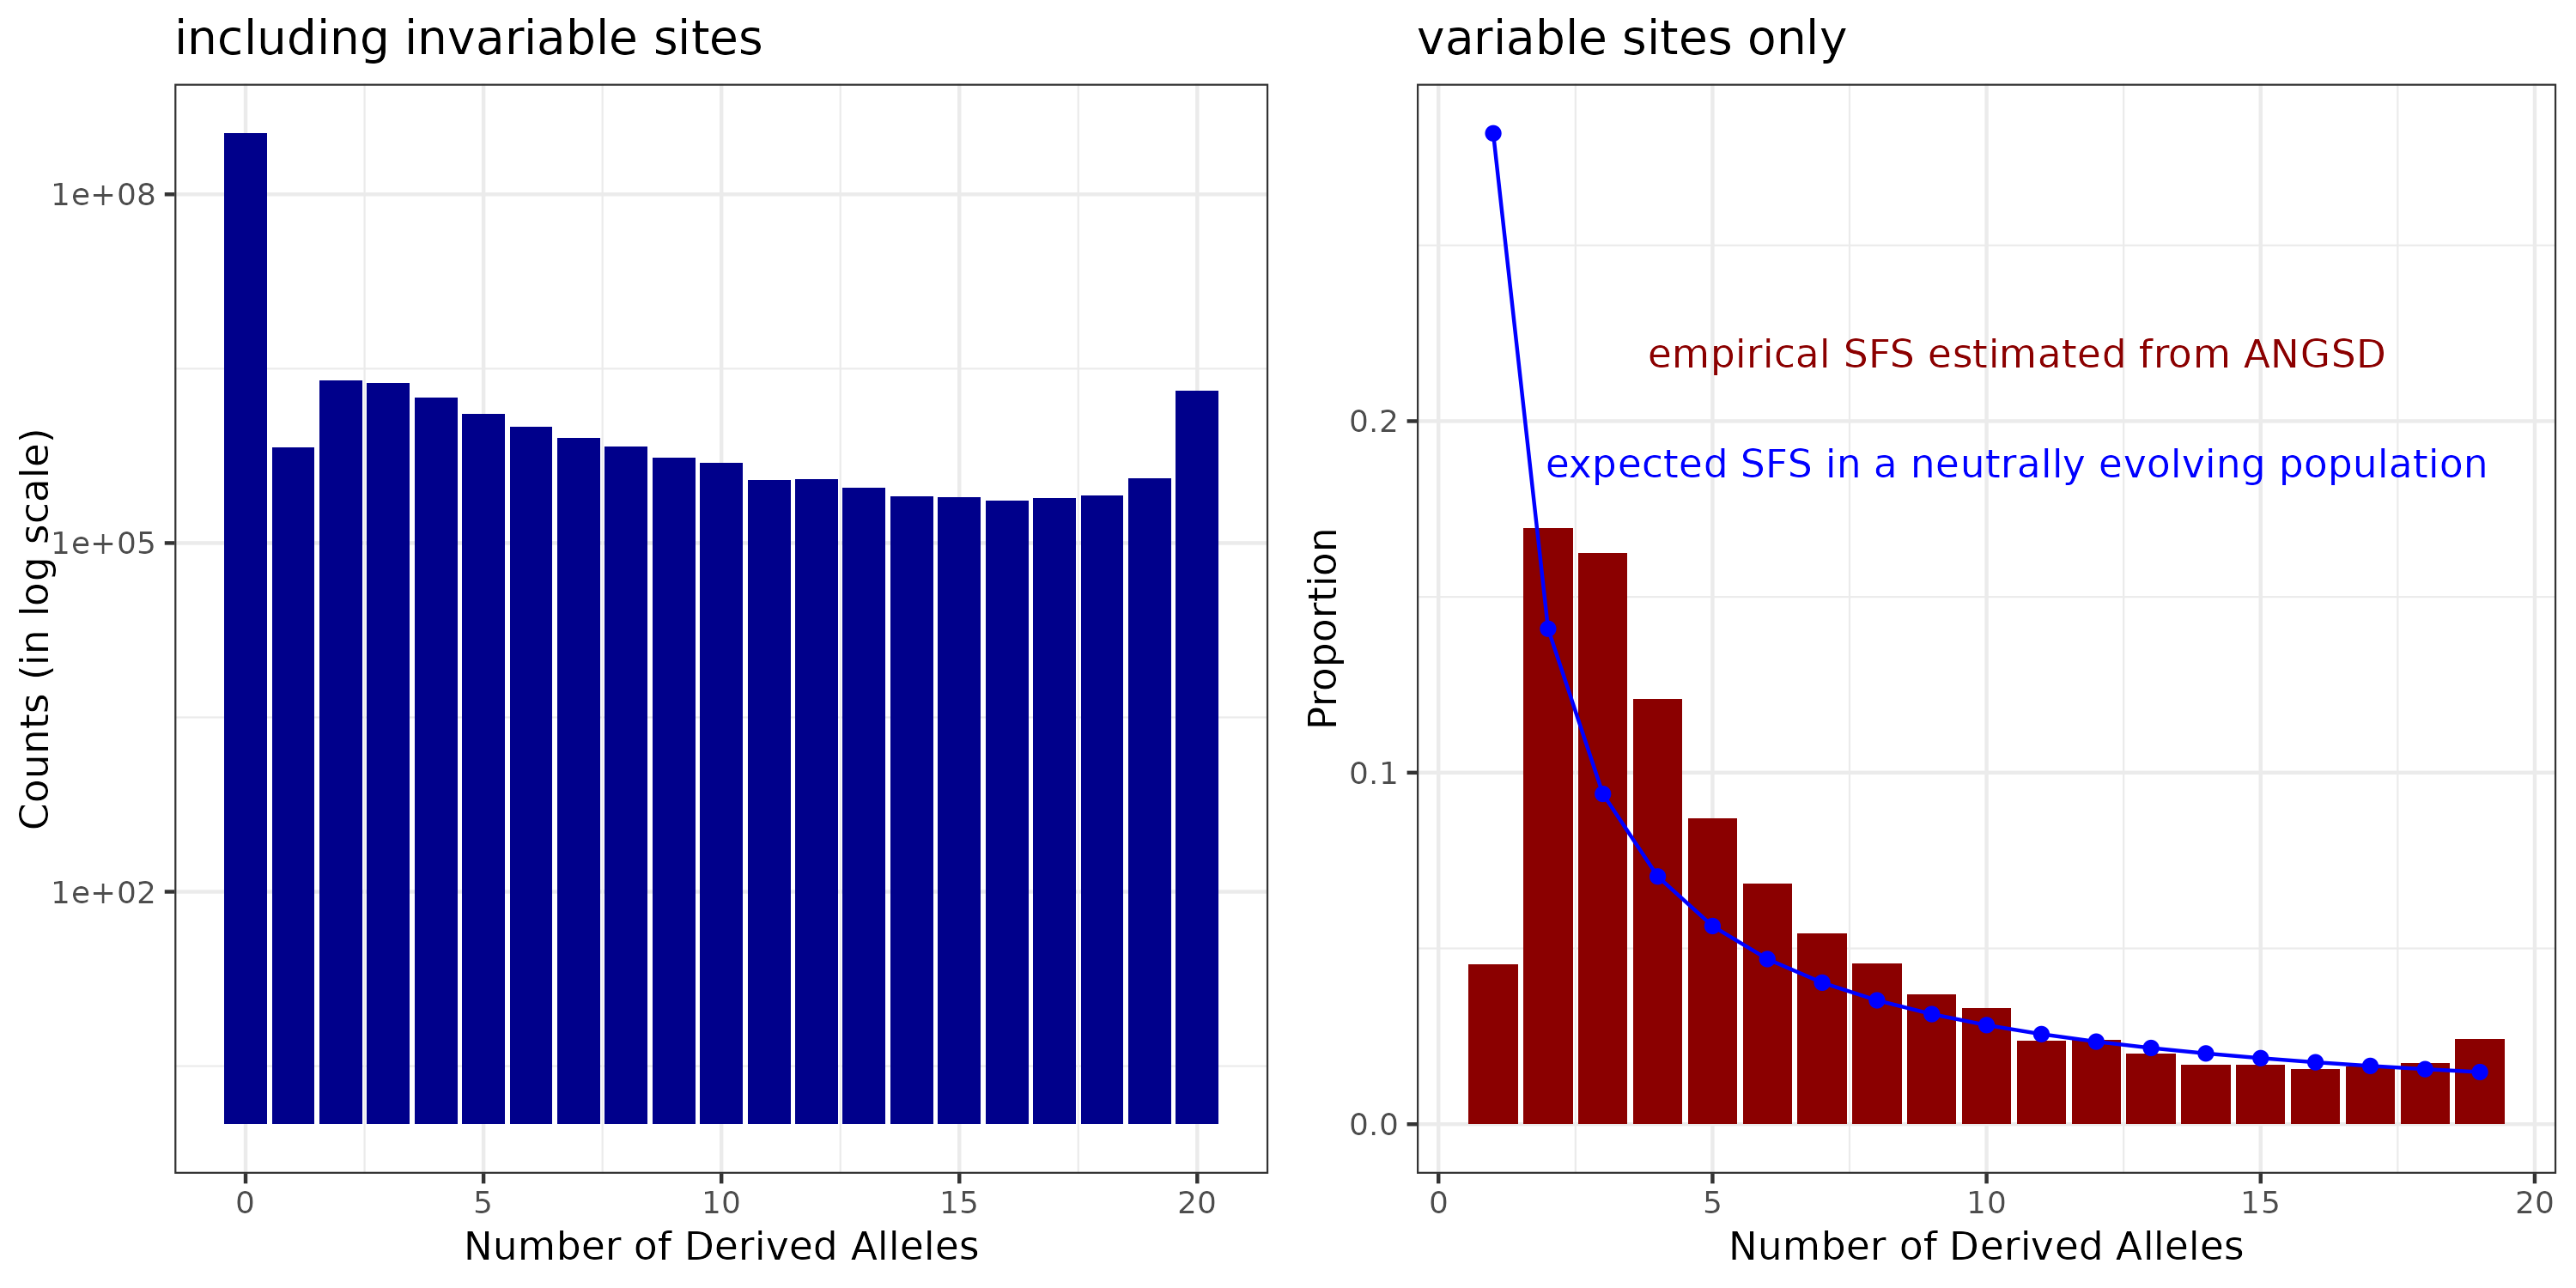 including invariable sites
Counts (in log scale)
1e+08
1e+05
1e+02
0 5 10 15 20
Number of Derived Alleles
variable sites only
Proportion
0.2
0.1
0.0
empirical SFS estimated from ANGSD
expected SFS in a neutrally evolving population
0 5 10 15 20
Number of Derived Alleles